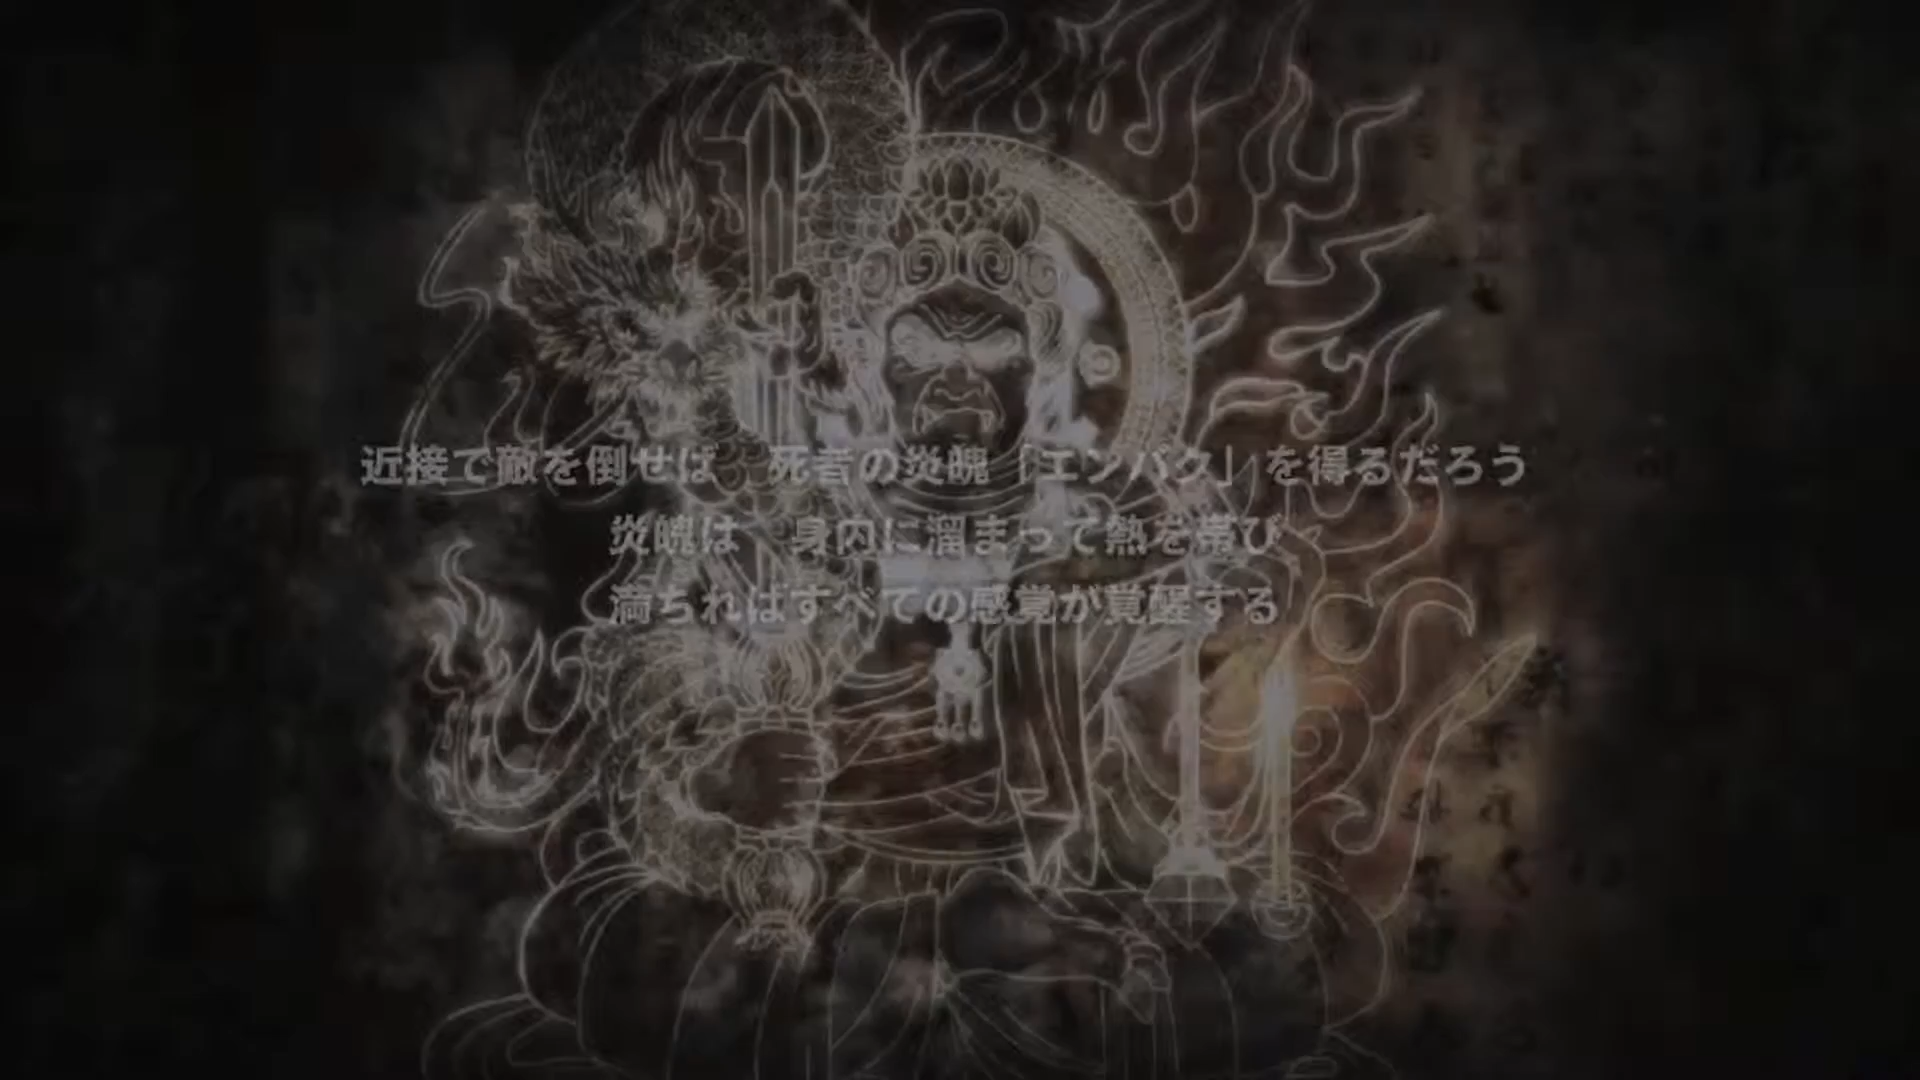 近接で敵を倒せば　死者の炎魄「エンパク」を得るだろう
炎魄は　身内に溜まって熱を帯び
満ちればすべての感覚が覚醒する